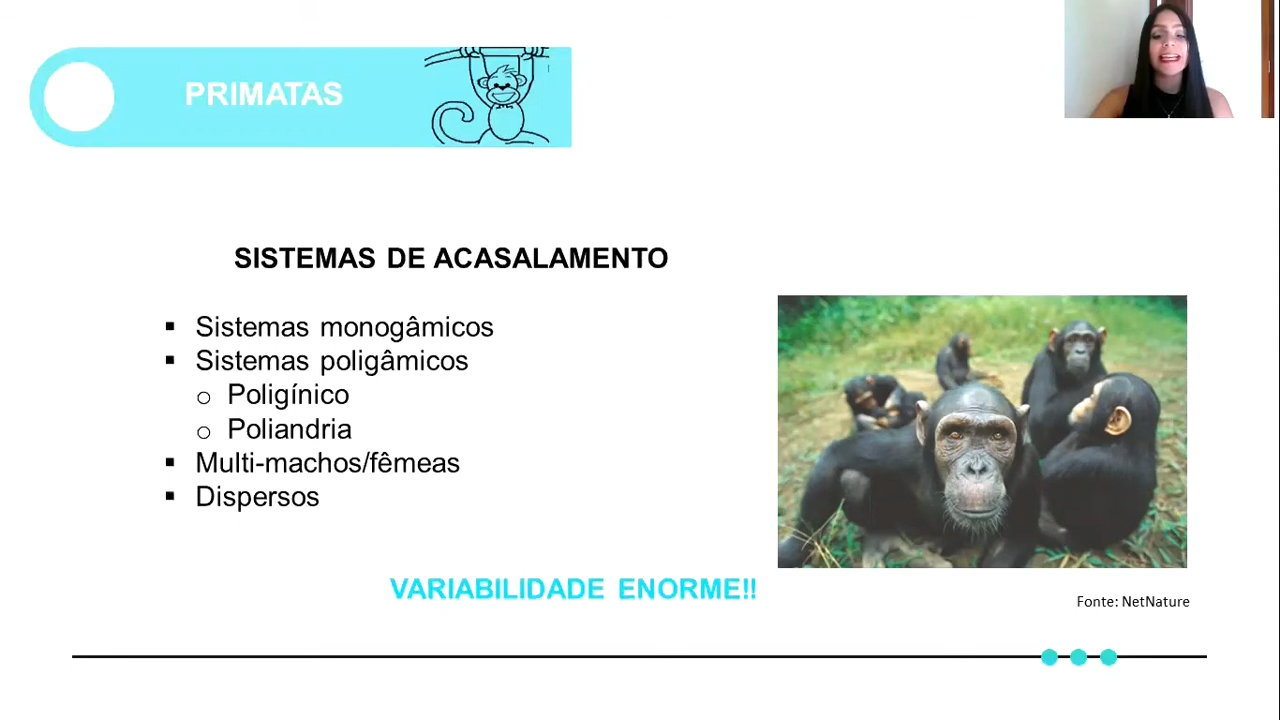 PRIMATAS
SISTEMAS DE ACASALAMENTO
▪ Sistemas monogâmicos
▪ Sistemas poligâmicos
o Poligínico
o Poliandria
▪ Multi-machos/fêmeas
▪ Dispersos
VARIABILIDADE ENORME!!
Fonte: NetNature